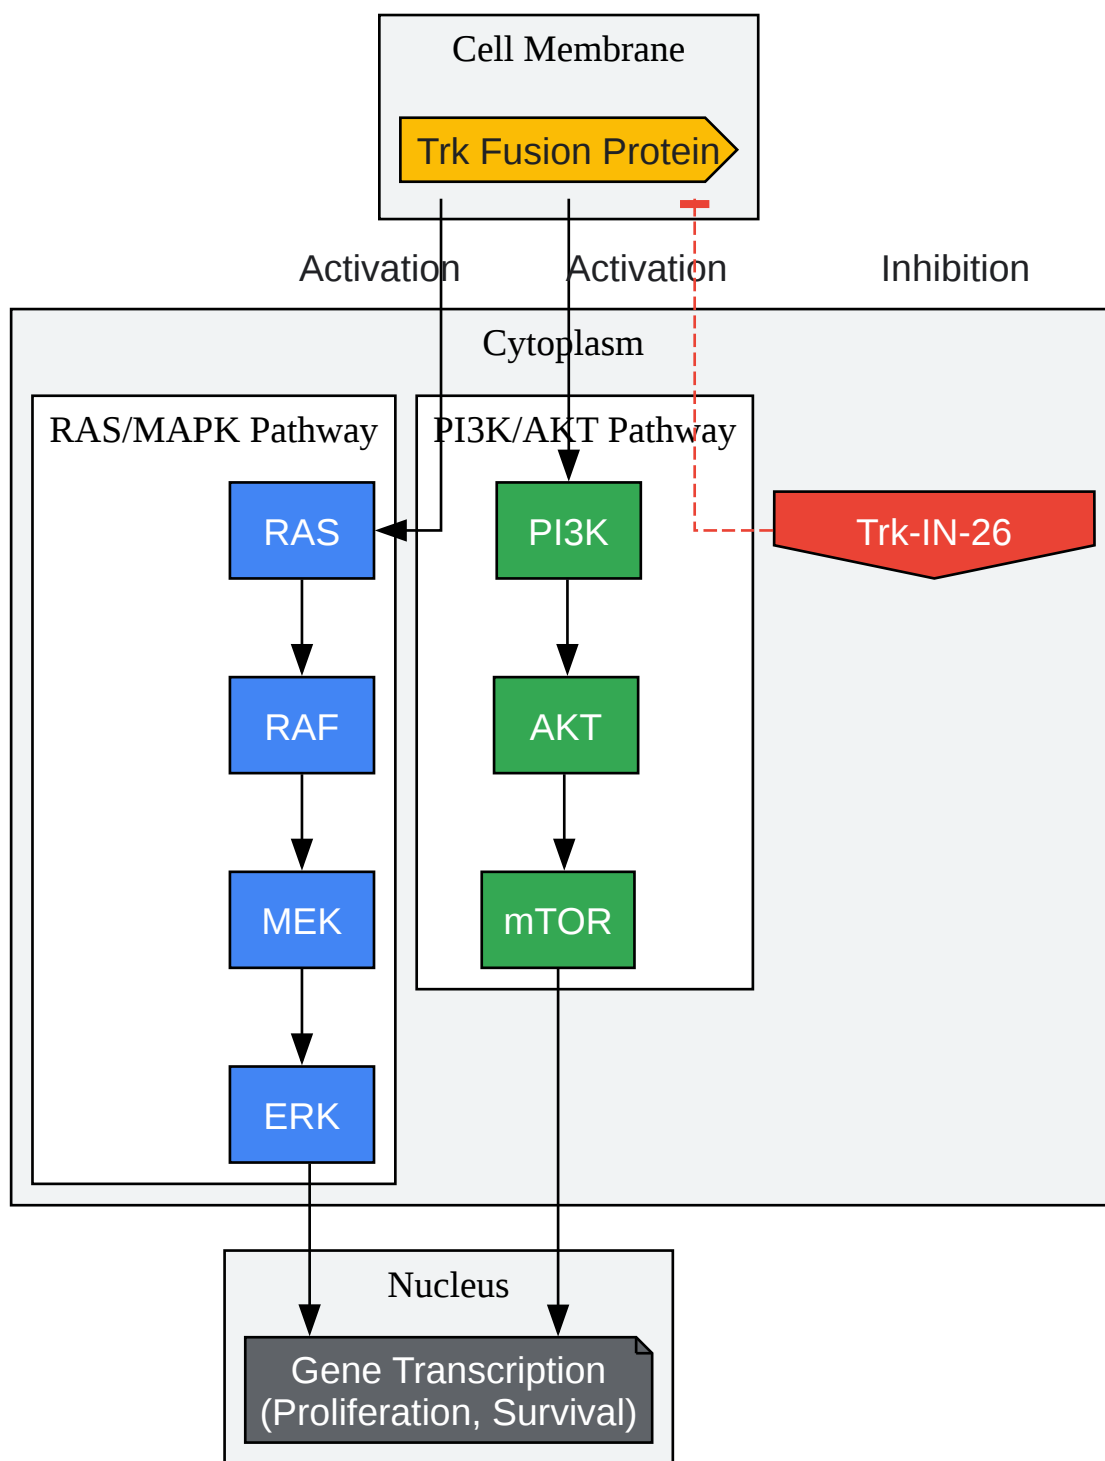 Cell Membrane
Trk Fusion Protein
Activation
Activation
Inhibition
Cytoplasm
RAS/MAPK Pathway
PI3K/AKT Pathway
RAS
PI3K
Trk-IN-26
RAF
AKT
MEK
mTOR
ERK
Nucleus
Gene Transcription
(Proliferation, Survival)